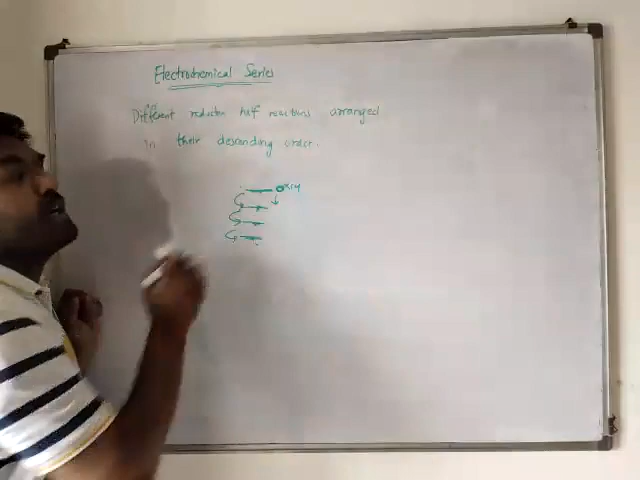 Electrochemical Series
Different reduction half reactions arranged
in their descending order.